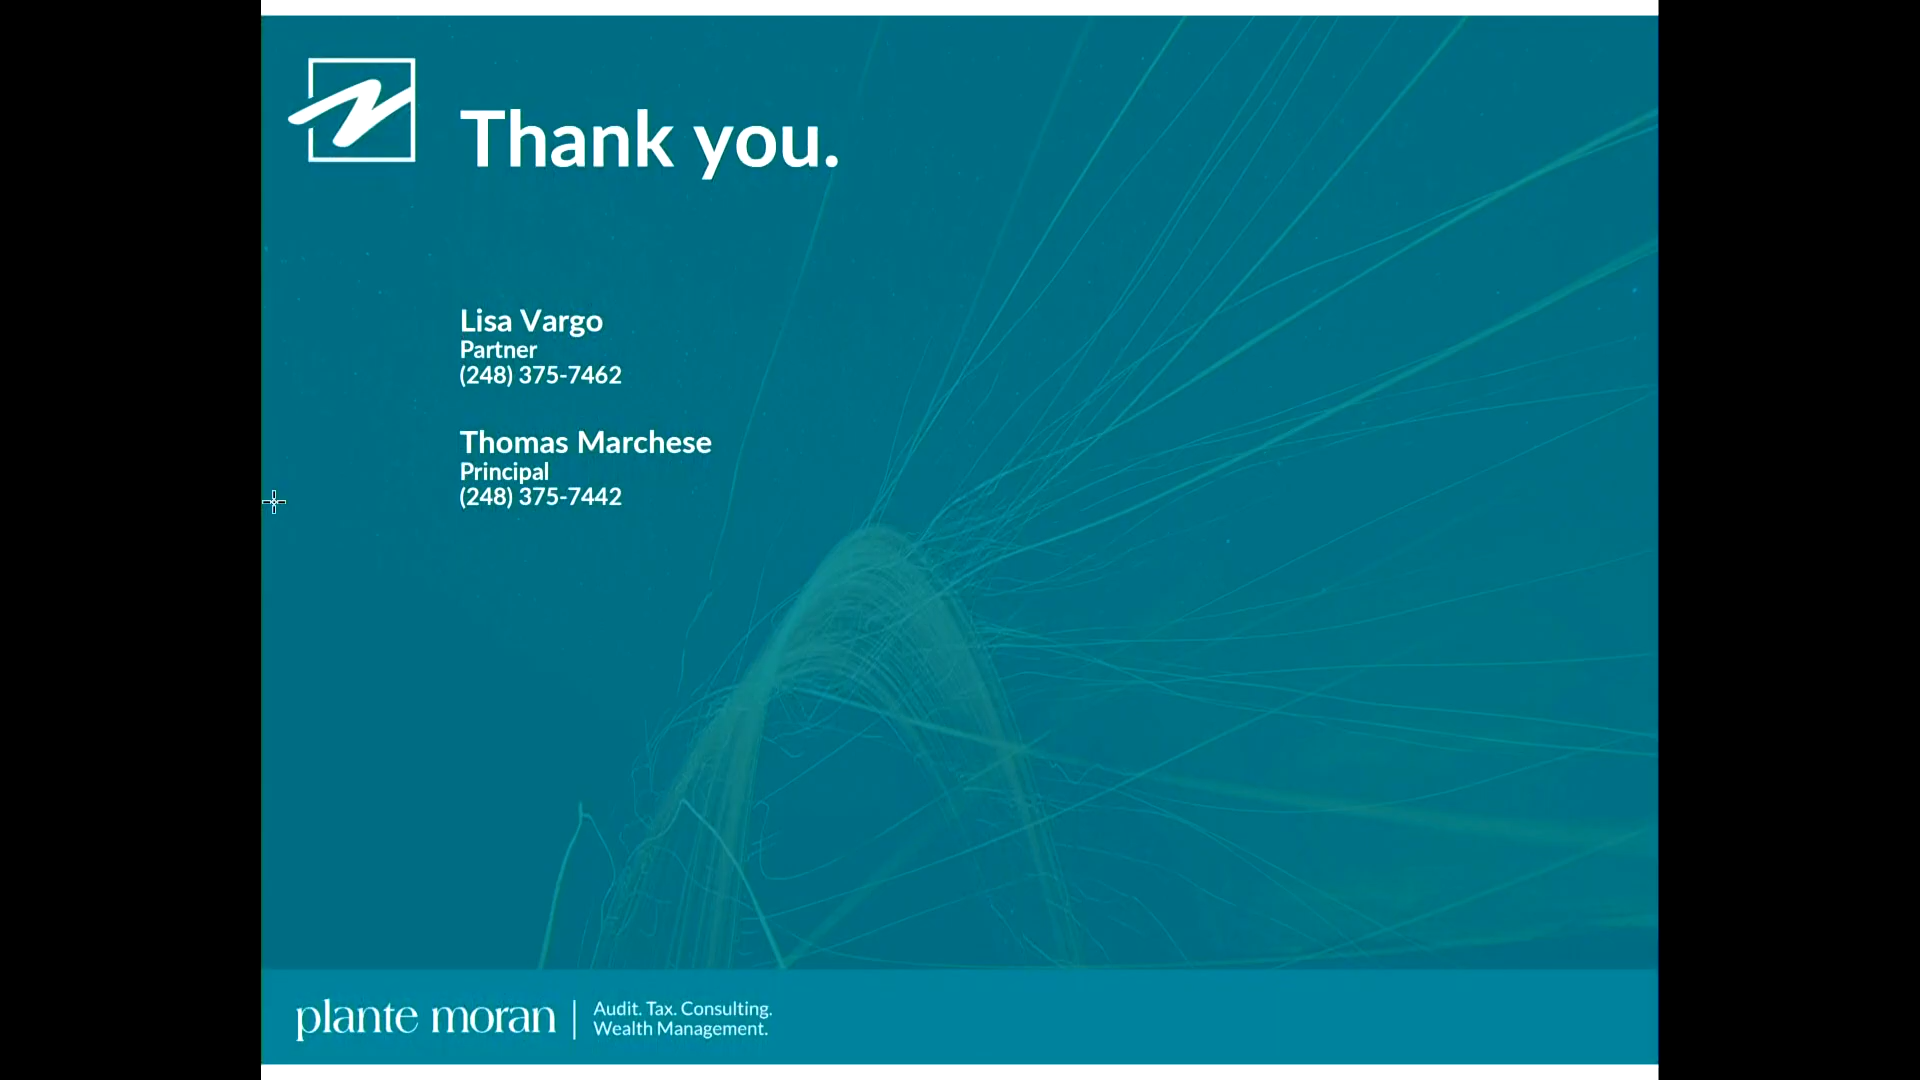 Thank you.
Lisa Vargo
Partner
(248) 375-7462
Thomas Marchese
Principal
(248) 375-7442
plante moran
Audit. Tax. Consulting.
Wealth Management.